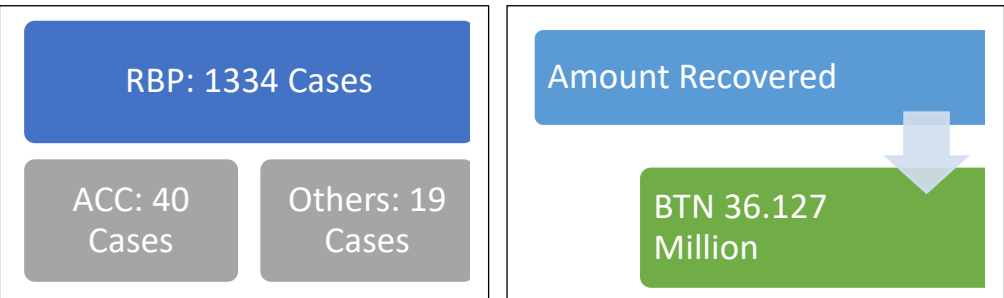 RBP: 1334 Cases
ACC: 40
Cases
Others: 19
Cases
Amount Recovered
BTN 36.127
Million